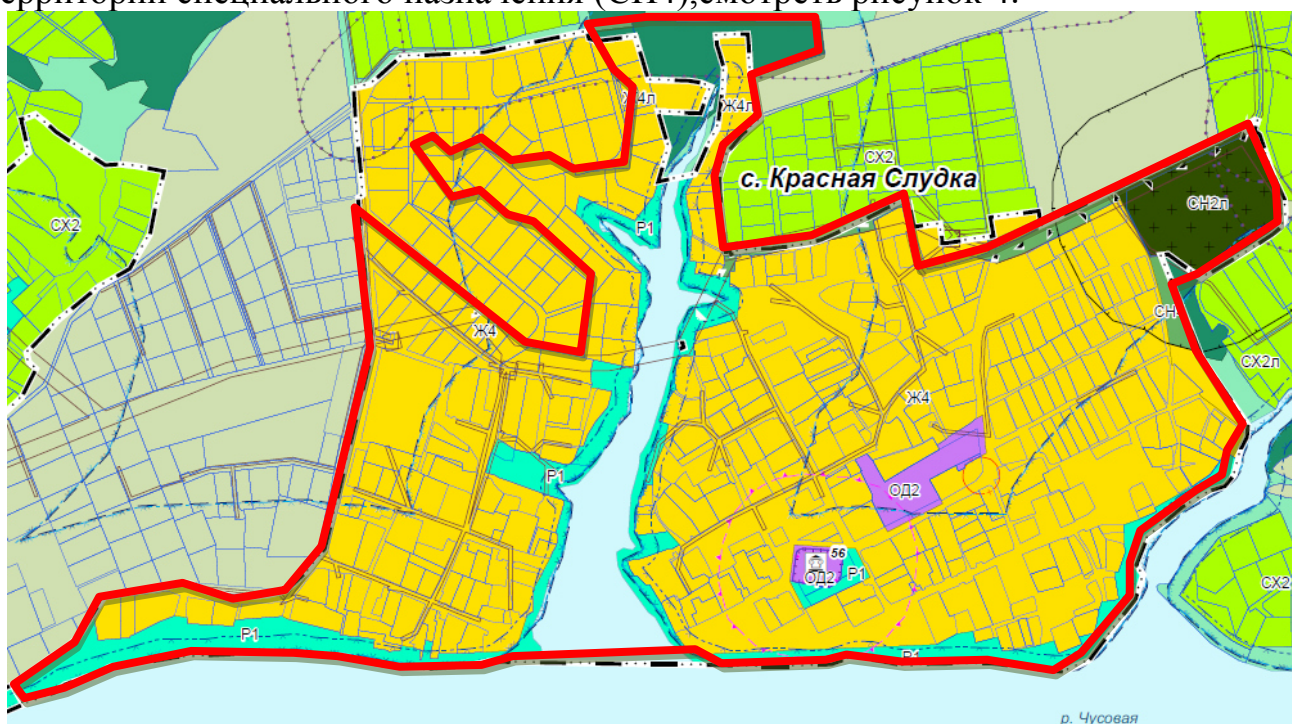 ерритории специального назначения (СН4),смотреть рисунок 4.
Ж4л
Ж4л
СХ2
с. Красная Слудка
СН2л
СХ2
Р1
СН
Ж4
СХ2л
Ж4
Р1
ОД2
56
ОД2
Р1
СХ2
Р1
Р1
р. Чусовая